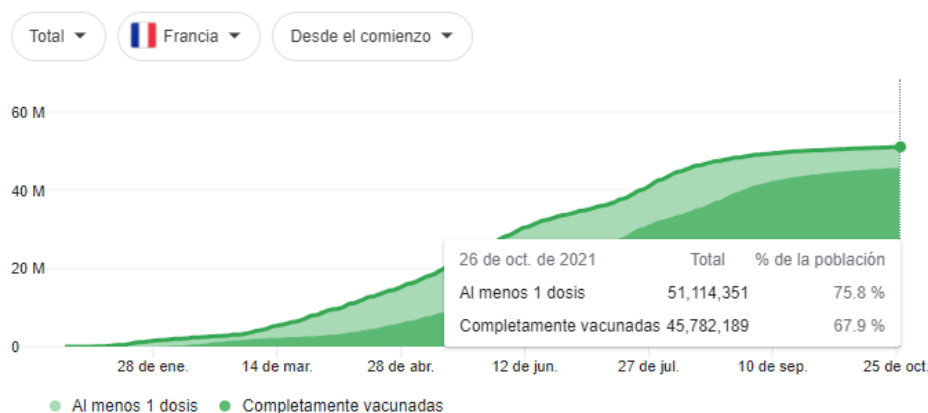 Total Francia Desde el comienzo
60 M
40 M
20 M
0
26 de oct. de 2021 Total % de la población
Al menos 1 dosis 51,114,351 75.8 %
Completamente vacunadas 45,782,189 67.9 %
28 de ene. 14 de mar. 28 de abr. 12 de jun. 27 de jul. 10 de sep. 25 de oct.
Al menos 1 dosis Completamente vacunadas